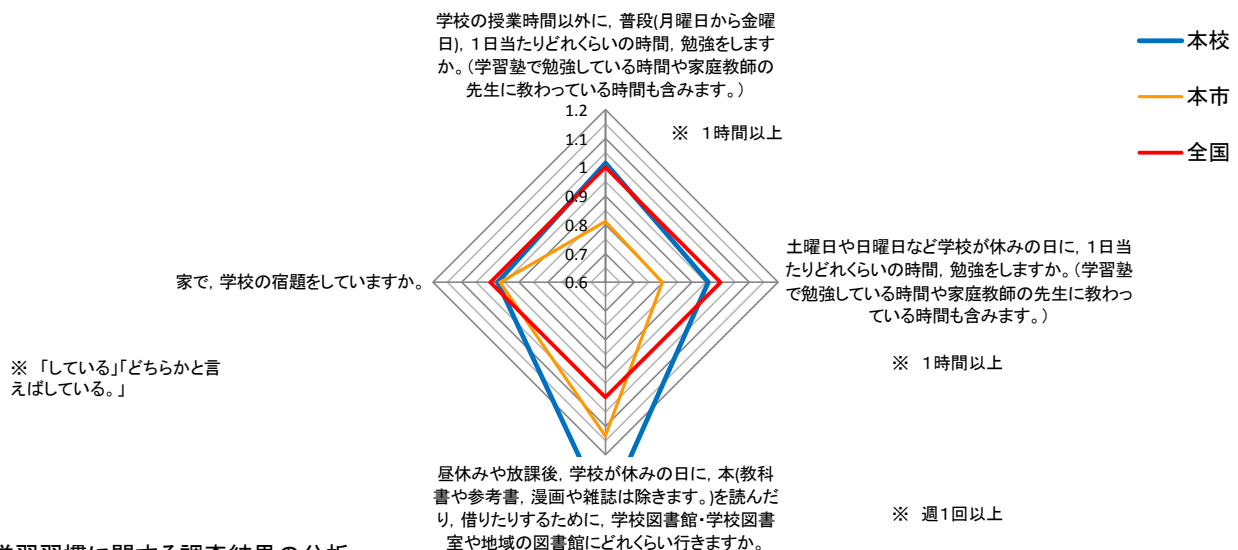 学校の授業時間以外に，普段(月曜日から金曜
日)，1日当たりどれくらいの時間，勉強をします
か。（学習塾で勉強している時間や家庭教師の
先生に教わっている時間も含みます。）
※　1時間以上
本校
本市
全国
1.2
1.1
1
0.9
0.8
0.7
0.6
土曜日や日曜日など学校が休みの日に，1日当
たりどれくらいの時間，勉強をしますか。（学習塾
で勉強している時間や家庭教師の先生に教わっ
ている時間も含みます。）
※　1時間以上
家で，学校の宿題をしていますか。
※　「している」「どちらかと言
えばしている。」
昼休みや放課後，学校が休みの日に，本(教科
書や参考書，漫画や雑誌は除きます。)を読んだ
り，借りたりするために，学校図書館・学校図書
室や地域の図書館にどれくらい行きますか。
※　週1回以上